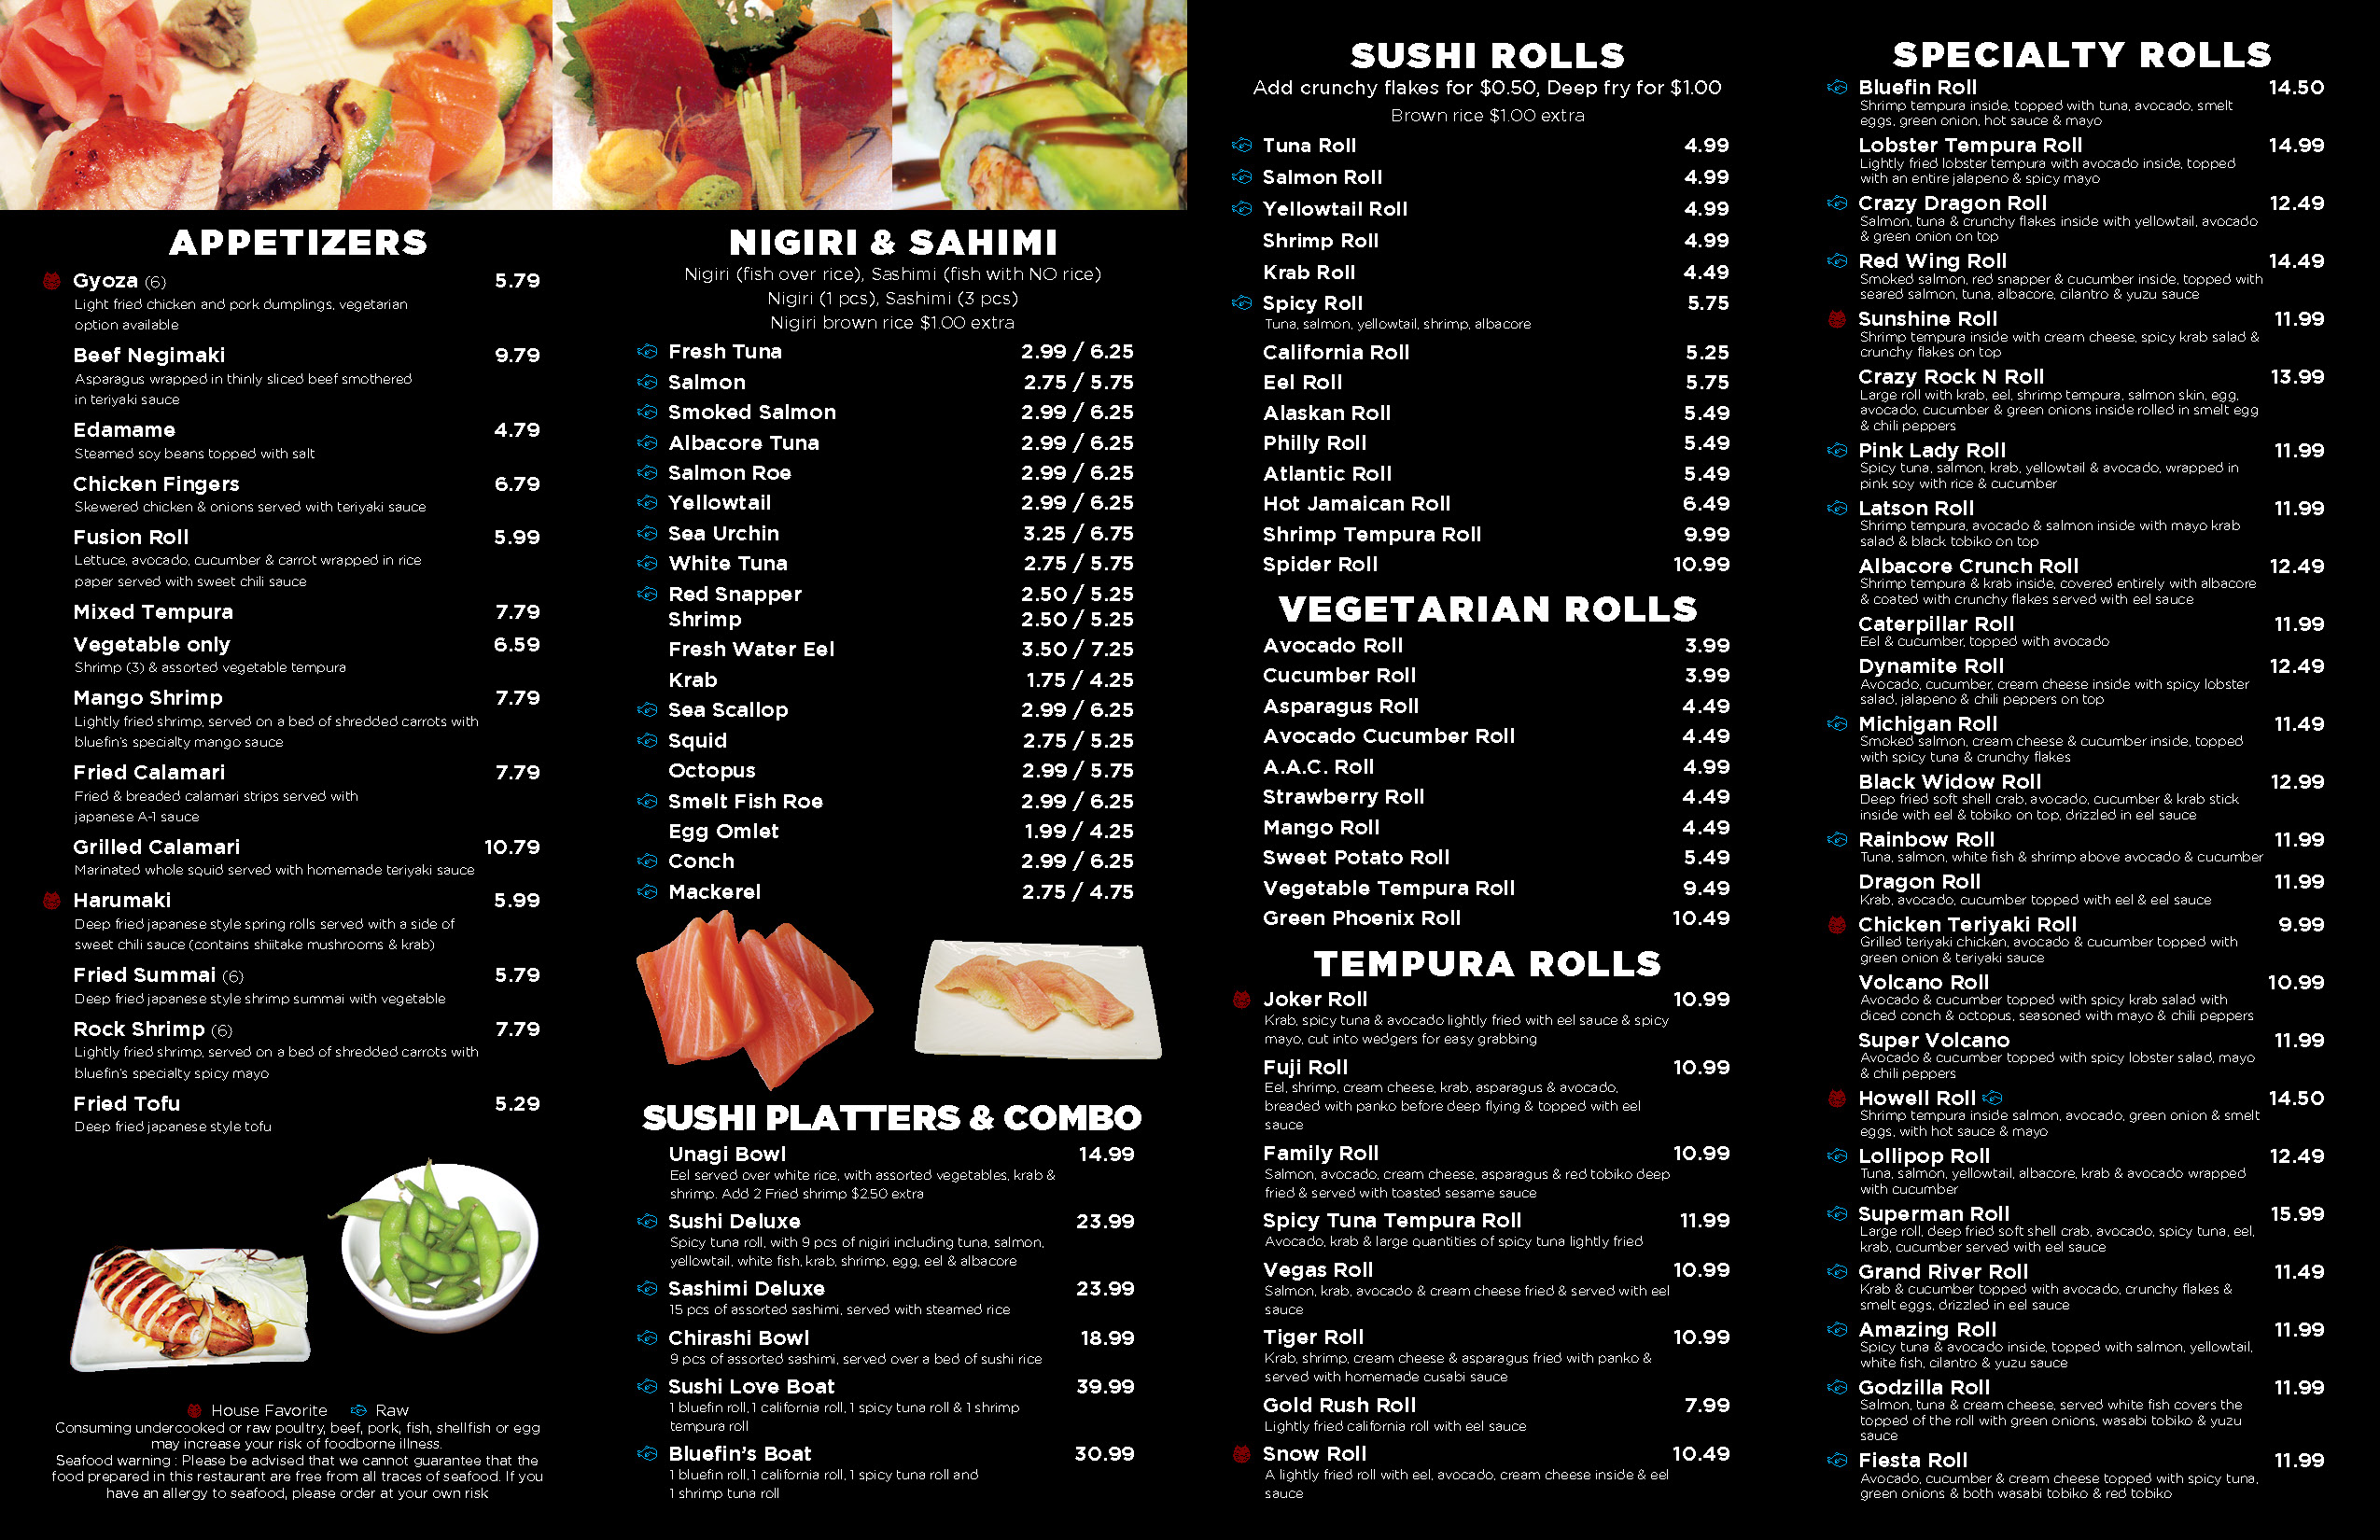 APPETIZERS
Gyoza (6) 5.79
Light fried chicken and pork dumplings, vegetarian
option available
Beef Negimaki 9.79
Asparagus wrapped in thinly sliced beef smothered
in teriyaki sauce
Edamame 4.79
Steamed soy beans topped with salt
Chicken Fingers 6.79
Skewered chicken & onions served with teriyaki sauce
Fusion Roll 5.99
Lettuce, avocado, cucumber & carrot wrapped in rice
paper served with sweet chili sauce
Mixed Tempura 7.79
Vegetable only 6.59
Shrimp (3) & assorted vegetable tempura
Mango Shrimp 7.79
Lightly fried shrimp, served on a bed of shredded carrots with
bluefin's specialty mango sauce
Fried Calamari 7.79
Fried & breaded calamari strips served with
japanese A-1 sauce
Grilled Calamari 10.79
Marinated whole squid served with homemade teriyaki sauce
Harumaki 5.99
Deep fried japanese style spring rolls served with a side of
sweet chili sauce (contains shiitake mushrooms & krab)
Fried Summai (6) 5.79
Deep fried japanese style shrimp summai with vegetable
Rock Shrimp (6) 7.79
Lightly fried shrimp, served on a bed of shredded carrots with
bluefin's specialty spicy mayo
Fried Tofu 5.29
Deep fried japanese style tofu
House Favorite Raw
Consuming undercooked or raw poultry, beef, pork, fish, shellfish or egg
may increase your risk of foodborne illness.
Seafood warning : Please be advised that we cannot guarantee that the
food prepared in this restaurant are free from all traces of seafood. If you
have an allergy to seafood, please order at your own risk
NIGIRI & SAHIMI
Nigiri (fish over rice), Sashimi (fish with NO rice)
Nigiri (1 pcs), Sashimi (3 pcs)
Nigiri brown rice $1.00 extra
Fresh Tuna 2.99 / 6.25
Salmon 2.75 / 5.75
Smoked Salmon 2.99 / 6.25
Albacore Tuna 2.99 / 6.25
Salmon Roe 2.99 / 6.25
Yellowtail 2.99 / 6.25
Sea Urchin 3.25 / 6.75
White Tuna 2.75 / 5.75
Red Snapper 2.50 / 5.25
Shrimp 2.50 / 5.25
Fresh Water Eel 3.50 / 7.25
Krab 1.75 / 4.25
Sea Scallop 2.99 / 6.25
Squid 2.75 / 5.25
Octopus 2.99 / 5.75
Smelt Fish Roe 2.99 / 6.25
Egg Omlet 1.99 / 4.25
Conch 2.99 / 6.25
Mackerel 2.75 / 4.75
SUSHI PLATTERS & COMBO
Unagi Bowl 14.99
Eel served over white rice, with assorted vegetables, krab &
shrimp. Add 2 Fried shrimp $2.50 extra
Sushi Deluxe 23.99
Spicy tuna roll, with 9 pcs of nigiri including tuna, salmon,
yellowtail, white fish, krab, shrimp, egg, eel & albacore
Sashimi Deluxe 23.99
15 pcs of assorted sashimi, served with steamed rice
Chirashi Bowl 18.99
9 pcs of assorted sashimi, served over a bed of sushi rice
Sushi Love Boat 39.99
1 bluefin roll, 1 california roll, 1 spicy tuna roll & 1 shrimp
tempura roll
Bluefin's Boat 30.99
1 bluefin roll, 1 california roll, 1 spicy tuna roll and
1 shrimp tuna roll
SUSHI ROLLS
Add crunchy flakes for $0.50, Deep fry for $1.00
Brown rice $1.00 extra
Tuna Roll 4.99
Salmon Roll 4.99
Yellowtail Roll 4.99
Shrimp Roll 4.99
Krab Roll 4.49
Spicy Roll 5.75
Tuna, salmon, yellowtail, shrimp, albacore
California Roll 5.25
Eel Roll 5.75
Alaskan Roll 5.49
Philly Roll 5.49
Atlantic Roll 5.49
Hot Jamaican Roll 6.49
Shrimp Tempura Roll 9.99
Spider Roll 10.99
VEGETARIAN ROLLS
Avocado Roll 3.99
Cucumber Roll 3.99
Asparagus Roll 4.49
Avocado Cucumber Roll 4.49
A.A.C. Roll 4.99
Strawberry Roll 4.49
Mango Roll 4.49
Sweet Potato Roll 5.49
Vegetable Tempura Roll 9.49
Green Phoenix Roll 10.49
TEMPURA ROLLS
Joker Roll 10.99
Krab, spicy tuna & avocado lightly fried with eel sauce & spicy
mayo, cut into wedgers for easy grabbing
Fuji Roll 10.99
Eel, shrimp, cream cheese, krab, asparagus & avocado,
breaded with panko before deep flying & topped with eel
sauce
Family Roll 10.99
Salmon, avocado, cream cheese, asparagus & red tobiko deep
fried & served with toasted sesame sauce
Spicy Tuna Tempura Roll 11.99
Avocado, krab & large quantities of spicy tuna lightly fried
Vegas Roll 10.99
Salmon, krab, avocado & cream cheese fried & served with eel
sauce
Tiger Roll 10.99
Krab, shrimp, cream cheese & asparagus fried with panko &
served with homemade cusabi sauce
Gold Rush Roll 7.99
Lightly fried california roll with eel sauce
Snow Roll 10.49
A lightly fried roll with eel, avocado, cream cheese inside & eel
sauce
SPECIALTY ROLLS
Bluefin Roll 14.50
Shrimp tempura inside, topped with tuna, avocado, smelt
eggs, green onion, hot sauce & mayo
Lobster Tempura Roll 14.99
Lightly fried lobster tempura with avocado inside, topped
with an entire jalapeno & spicy mayo
Crazy Dragon Roll 12.49
Salmon, tuna & crunchy flakes inside with yellowtail, avocado
& green onion on top
Red Wing Roll 14.49
Smoked salmon, red snapper & cucumber inside, topped with
seared salmon, tuna, albacore, cilantro & yuzu sauce
Sunshine Roll 11.99
Shrimp tempura inside with cream cheese, spicy krab salad &
crunchy flakes on top
Crazy Rock N Roll 13.99
Large roll with krab, eel, shrimp tempura, salmon skin, egg,
avocado, cucumber & green onions inside rolled in smelt egg
& chili peppers
Pink Lady Roll 11.99
Spicy tuna, salmon, krab, yellowtail & avocado, wrapped in
pink soy with rice & cucumber
Latson Roll 11.99
Shrimp tempura, avocado & salmon inside with mayo krab
salad & black tobiko on top
Albacore Crunch Roll 12.49
Shrimp tempura & krab inside, covered entirely with albacore
& coated with crunchy flakes served with eel sauce
Caterpillar Roll 11.99
Eel & cucumber, topped with avocado
Dynamite Roll 12.49
Avocado, cucumber, cream cheese inside with spicy lobster
salad, jalapeno & chili peppers on top
Michigan Roll 11.49
Smoked salmon, cream cheese & cucumber inside, topped
with spicy tuna & crunchy flakes
Black Widow Roll 12.99
Deep fried soft shell crab, avocado, cucumber & krab stick
inside with eel & tobiko on top, drizzled in eel sauce
Rainbow Roll 11.99
Tuna, salmon, white fish & shrimp above avocado & cucumber
Dragon Roll 11.99
Krab, avocado, cucumber topped with eel & eel sauce
Chicken Teriyaki Roll 9.99
Grilled teriyaki chicken, avocado & cucumber topped with
green onion & teriyaki sauce
Volcano Roll 10.99
Avocado & cucumber topped with spicy krab salad with
diced conch & octopus, seasoned with mayo & chili peppers
Super Volcano 11.99
Avocado & cucumber topped with spicy lobster salad, mayo
& chili peppers
Howell Roll 14.50
Shrimp tempura inside salmon, avocado, green onion & smelt
eggs, with hot sauce & mayo
Lollipop Roll 12.49
Tuna, salmon, yellowtail, albacore, krab & avocado wrapped
with cucumber
Superman Roll 15.99
Large roll, deep fried soft shell crab, avocado, spicy tuna, eel,
krab, cucumber served with eel sauce
Grand River Roll 11.49
Krab & cucumber topped with avocado, crunchy flakes &
smelt eggs, drizzled in eel sauce
Amazing Roll 11.99
Spicy tuna & avocado inside, topped with salmon, yellowtail,
white fish, cilantro & yuzu sauce
Godzilla Roll 11.99
Salmon, tuna & cream cheese, served white fish covers the
topped of the roll with green onions, wasabi tobiko & yuzu
sauce
Fiesta Roll 11.99
Avocado, cucumber & cream cheese topped with spicy tuna,
green onions & both wasabi tobiko & red tobiko